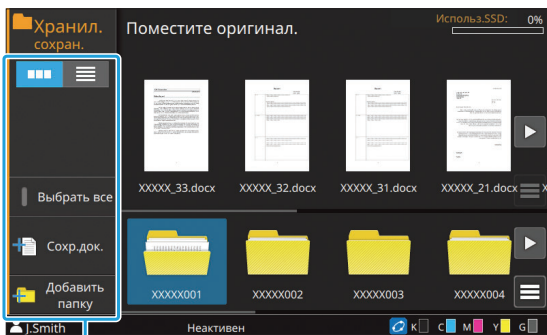 Хранил.
сохран.
Поместите оригинал.
Использ.SSD: 0%
XXXXX_33.docx
XXXXX_32.docx
XXXXX_31.docx
XXXXX_21.docx
X
Выбрать все
Сохр.док.
Добавить
папку
XXXXX001
XXXXX002
XXXXX003
XXXXX004
J.Smith
Неактивен
K C M Y G